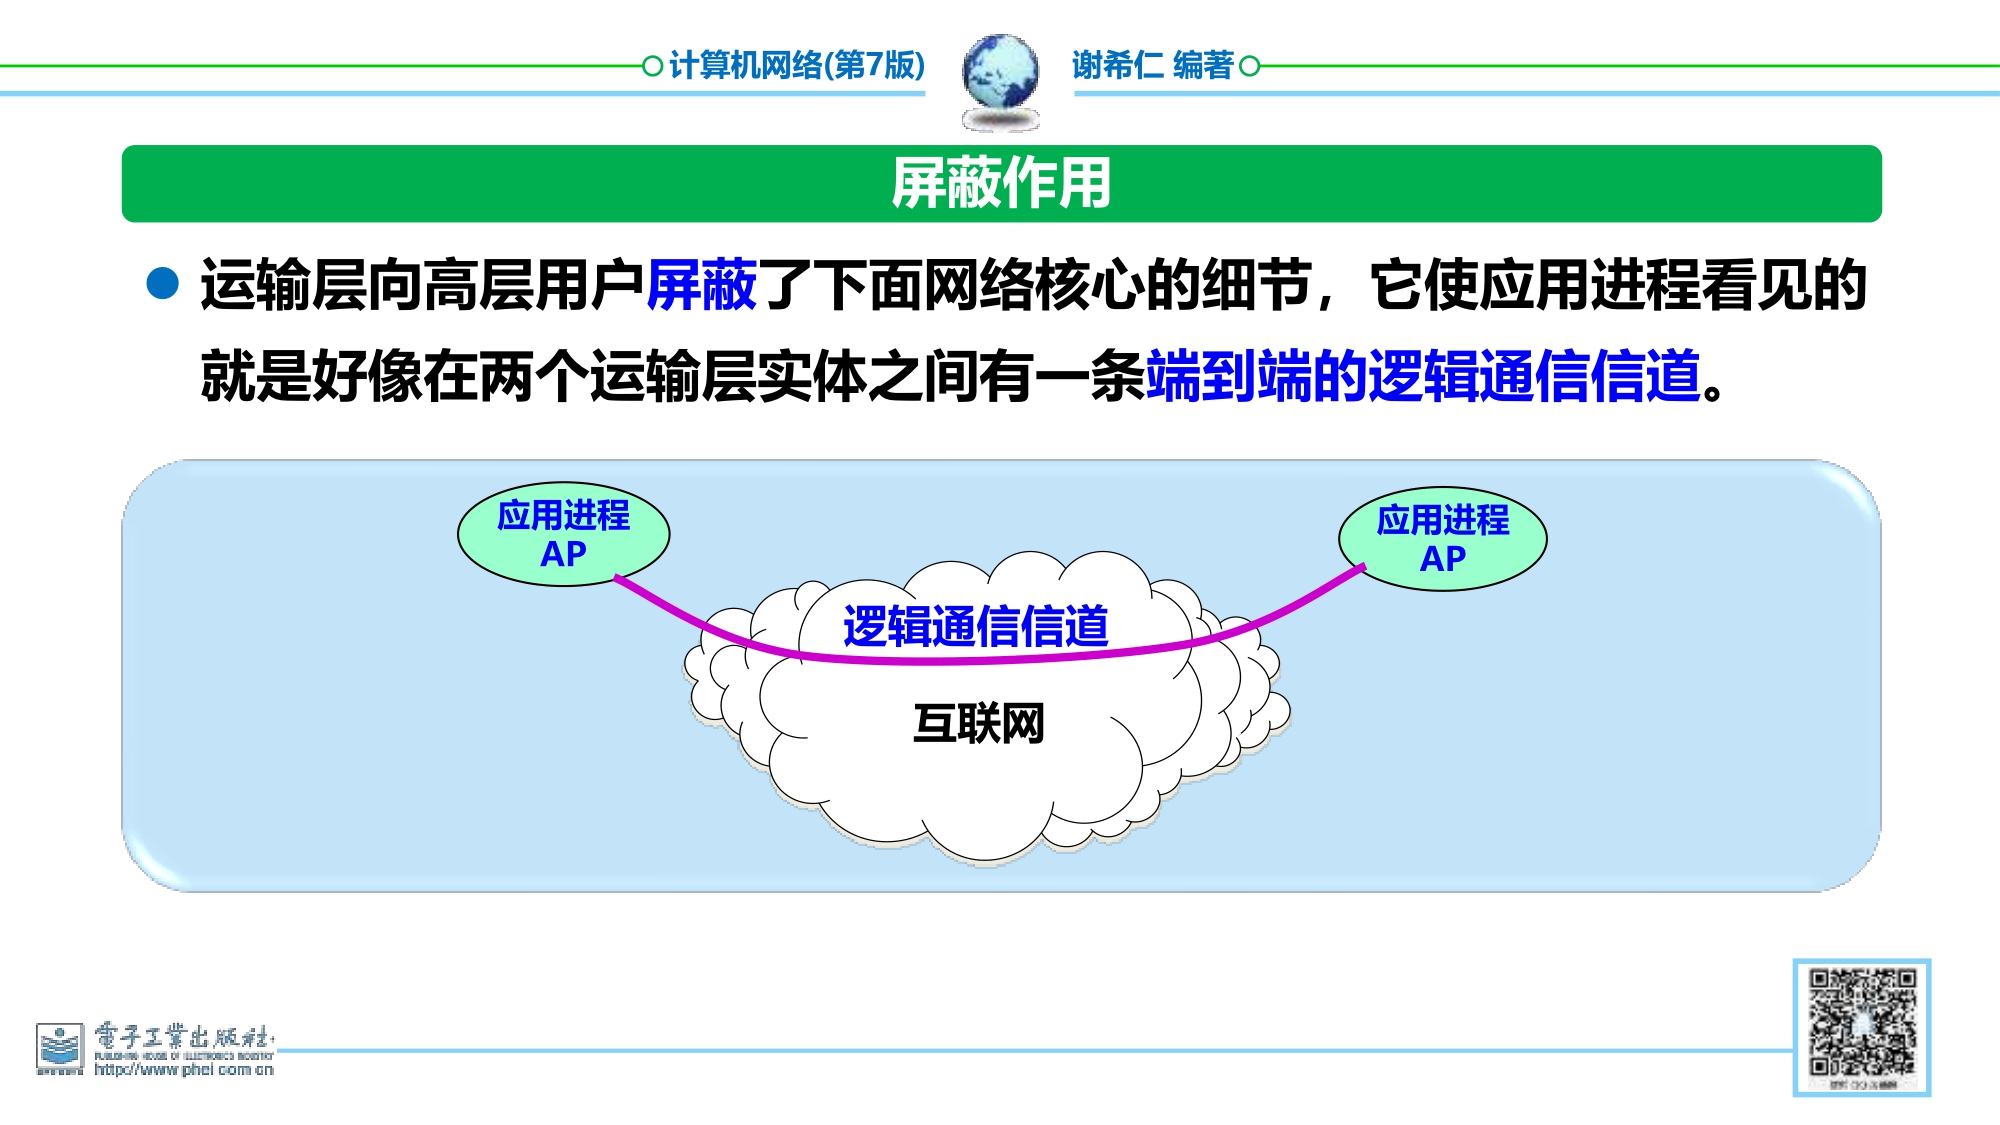 计算机网络(第7版)
谢希仁 编著
屏蔽作用
运输层向高层用户屏蔽了下面网络核心的细节，它使应用进程看见的
就是好像在两个运输层实体之间有一条端到端的逻辑通信信道。
应用进程
AP
应用进程
AP
逻辑通信信道
互联网
電子工業出版社
PUBLISHING HOUSE OF ELECTRONICS INDUSTRY
http://www.phei.com.cn